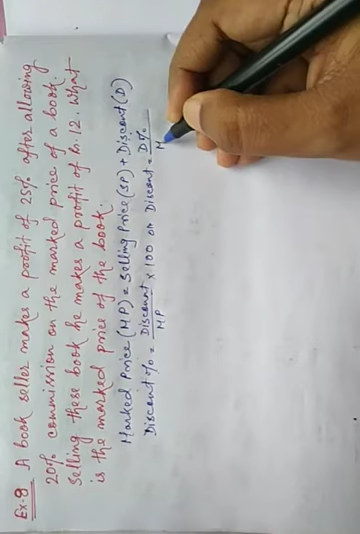 Ex-8 A book seller makes a profit of 25% after allowing
20% commission on the marked price of a book.
Selling these book he makes a profit of Rs. 12. What
is the marked price of the book.
Marked Price (MP) = Selling Price (SP) + Discount (D)
Discount % = Discount/MP x 100 or Discount = D%/M